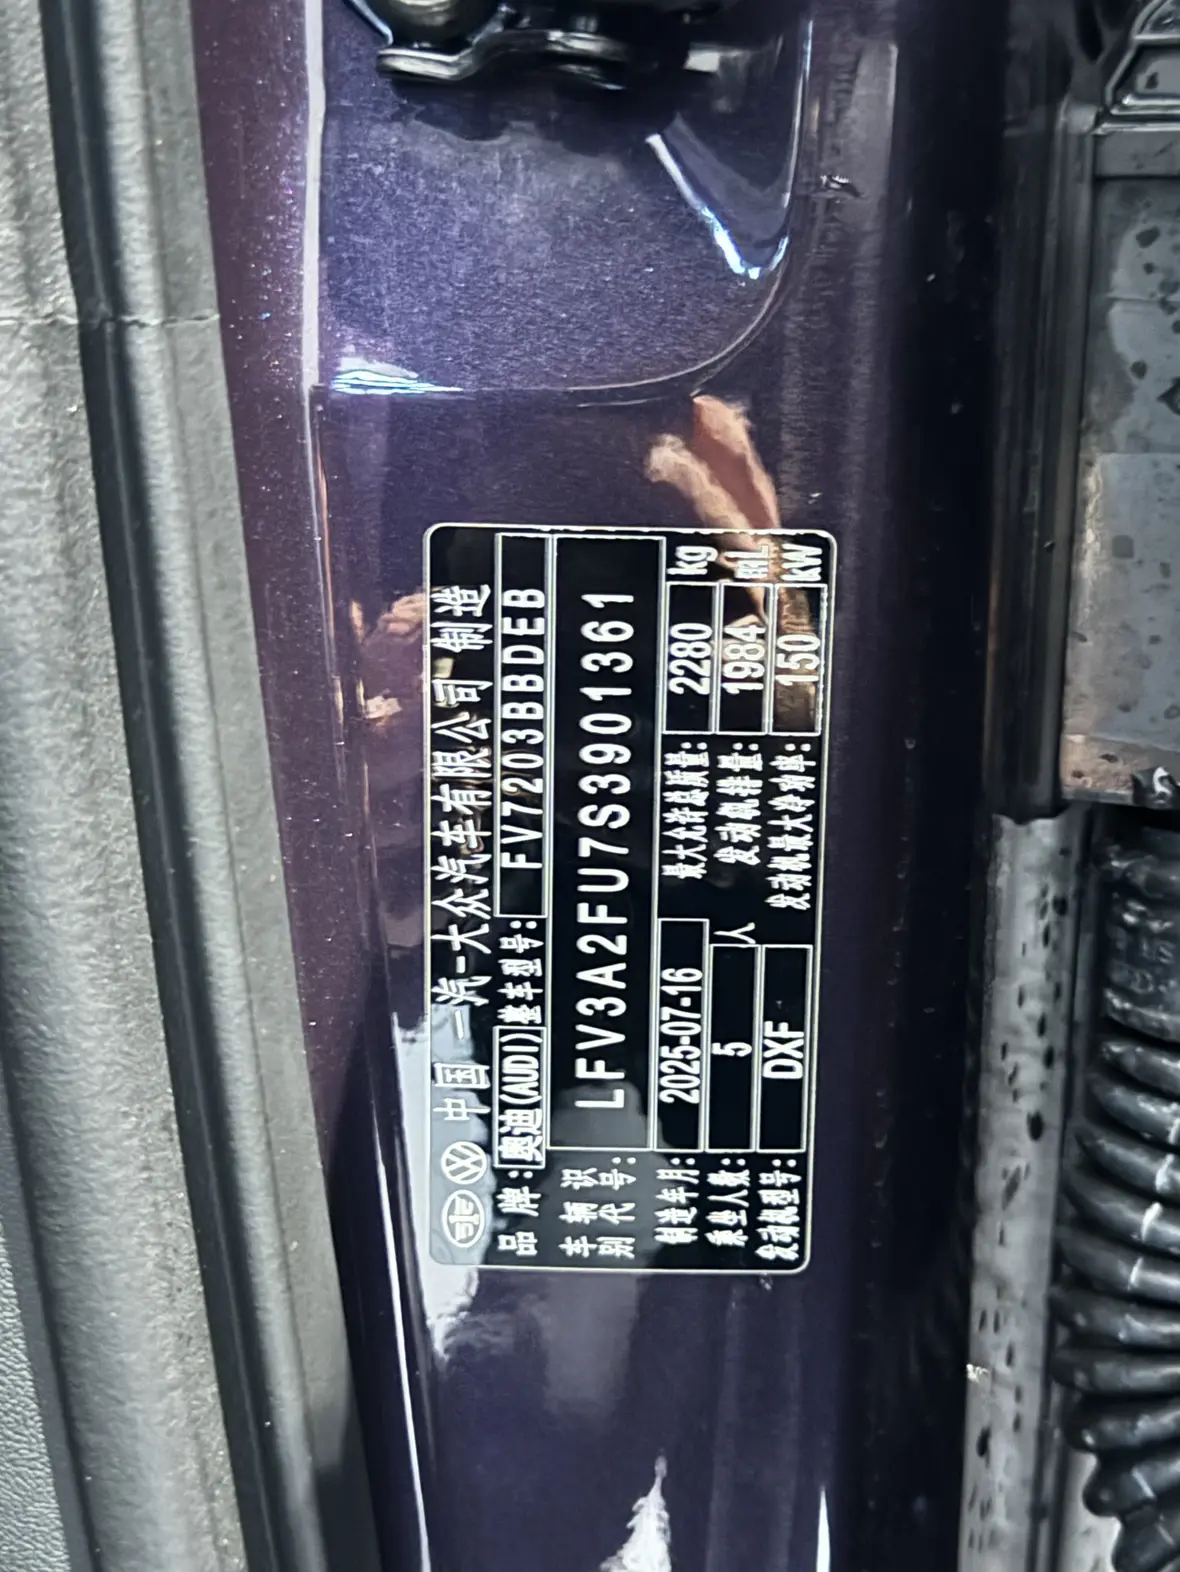 中国 一汽-大众汽车有限公司 制造
品 牌：奥迪(AUDI) 整车型号：FV7203BBDEB
车辆识别代号：LFV3A2FU7S3901361
制造年月：2025-07-16 最大允许总质量：2280 kg
乘坐人数：5 人 发动机排量：1984 mL
发动机型号：DXF 发动机最大净功率：150 kW